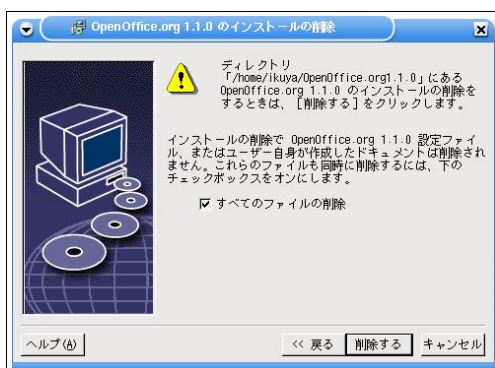 OpenOffice.org 1.1.0 のインストールの削除
ディレクトリ
「/home/ikuya/OpenOffice.org1.1.0」にある
OpenOffice.org 1.1.0 のインストールの削除を
するときは、［削除する］をクリックします。
インストールの削除で OpenOffice.org 1.1.0 設定ファイ
ル、またはユーザー自身が作成したドキュメントは削除され
ません。これらのファイルも同時に削除するには、下の
チェックボックスをオンにします。
すべてのファイルの削除
ヘルプ(A)
<< 戻る
削除する
キャンセル